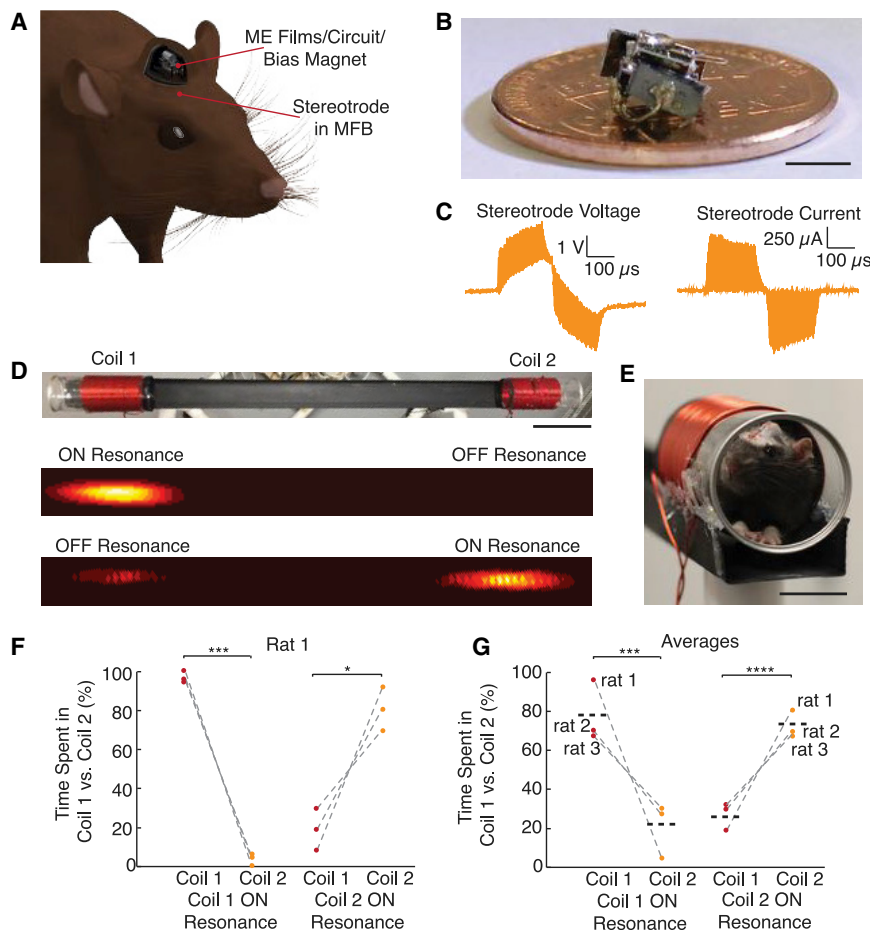 A
ME Films/Circuit/
Bias Magnet
Stereotrode
in MFB
B
C
Stereotrode Voltage
1 V
100 µs
Stereotrode Current
250 µA
100 µs
D
Coil 1
Coil 2
ON Resonance
OFF Resonance
OFF Resonance
ON Resonance
E
F
Rat 1
***
*
Time Spent in
Coil 1 vs. Coil 2 (%)
100
80
60
40
20
0
Coil 1 Coil 2
Coil 1 ON
Resonance
Coil 1 Coil 2
Coil 2 ON
Resonance
G
Averages
***
****
Time Spent in
Coil 1 vs. Coil 2 (%)
100
80
60
40
20
0
rat 1
rat 2
rat 3
rat 1
rat 2
rat 3
Coil 1 Coil 2
Coil 1 ON
Resonance
Coil 1 Coil 2
Coil 2 ON
Resonance